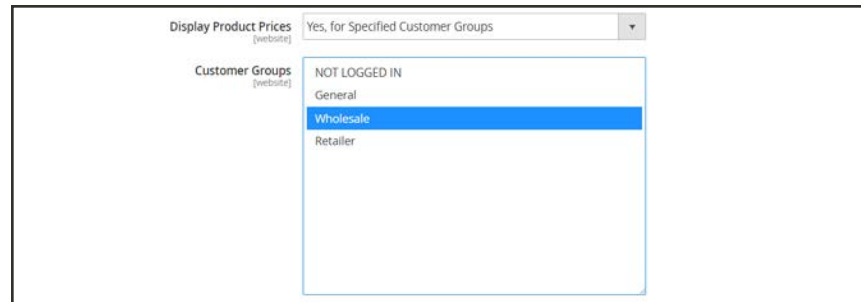 Display Product Prices Yes, for Specified Customer Groups
[website]
Customer Groups NOT LOGGED IN
[website]
General
Wholesale
Retailer